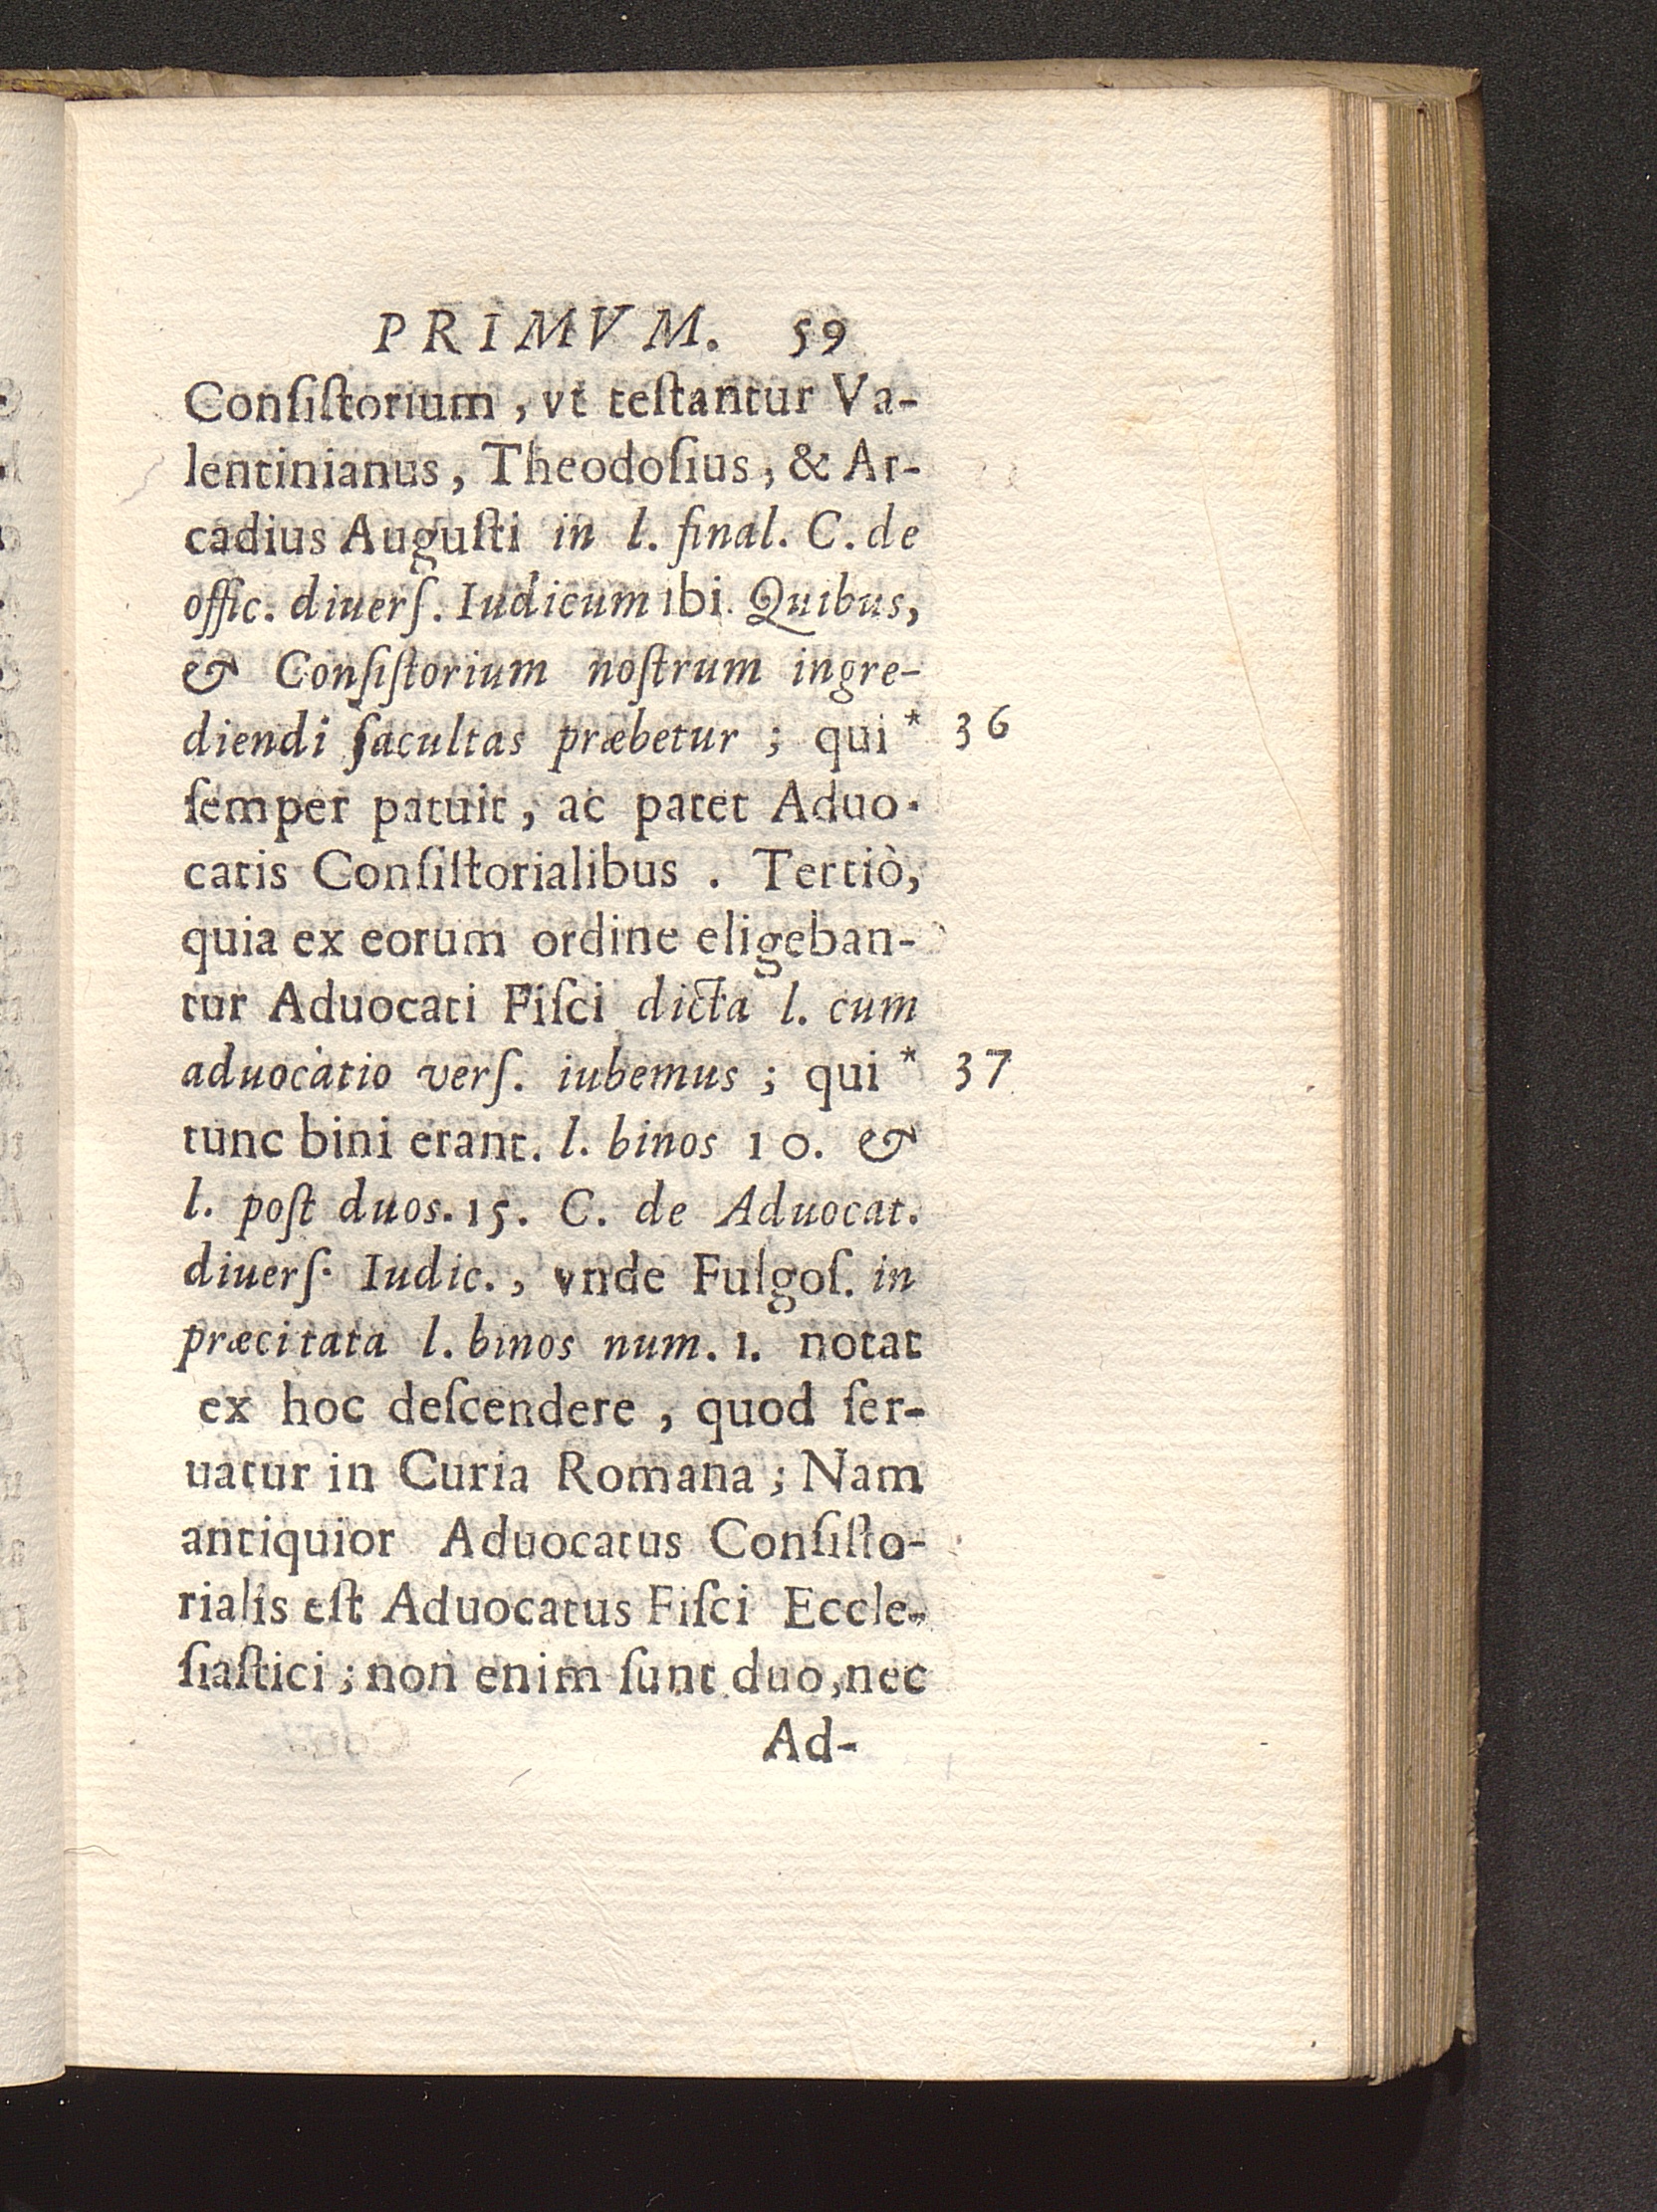 PRIMVM. 59
Conſiſtorium, vt teſtantur Va-
lentinianus, Theodoſius, & Ar-
cadius Auguſti in l. final. C. de
offic. diuerſ. Iudicum ibi. Quibus,
& Conſiſtorium noſtrum ingre-
diendi facultas præbetur; qui * 36
ſemper patuit, ac patet Aduo-
catis Conſiſtorialibus. Tertiò,
quia ex eorum ordine eligeban-
tur Aduocati Fiſci dicta l. cum
aduocatio verſ. iubemus; qui * 37
tunc bini erant. l. binos 10. &
l. poſt duos. 15. C. de Aduocat.
diuerſ. Iudic., vnde Fulgoſ. in
præcitata l. binos num. 1. notat
ex hoc deſcendere, quod ſer-
uatur in Curia Romana; Nam
antiquior Aduocatus Conſiſto-
rialis eſt Aduocatus Fiſci Eccle-
ſiaſtici; non enim ſunt duo, nec
Ad-